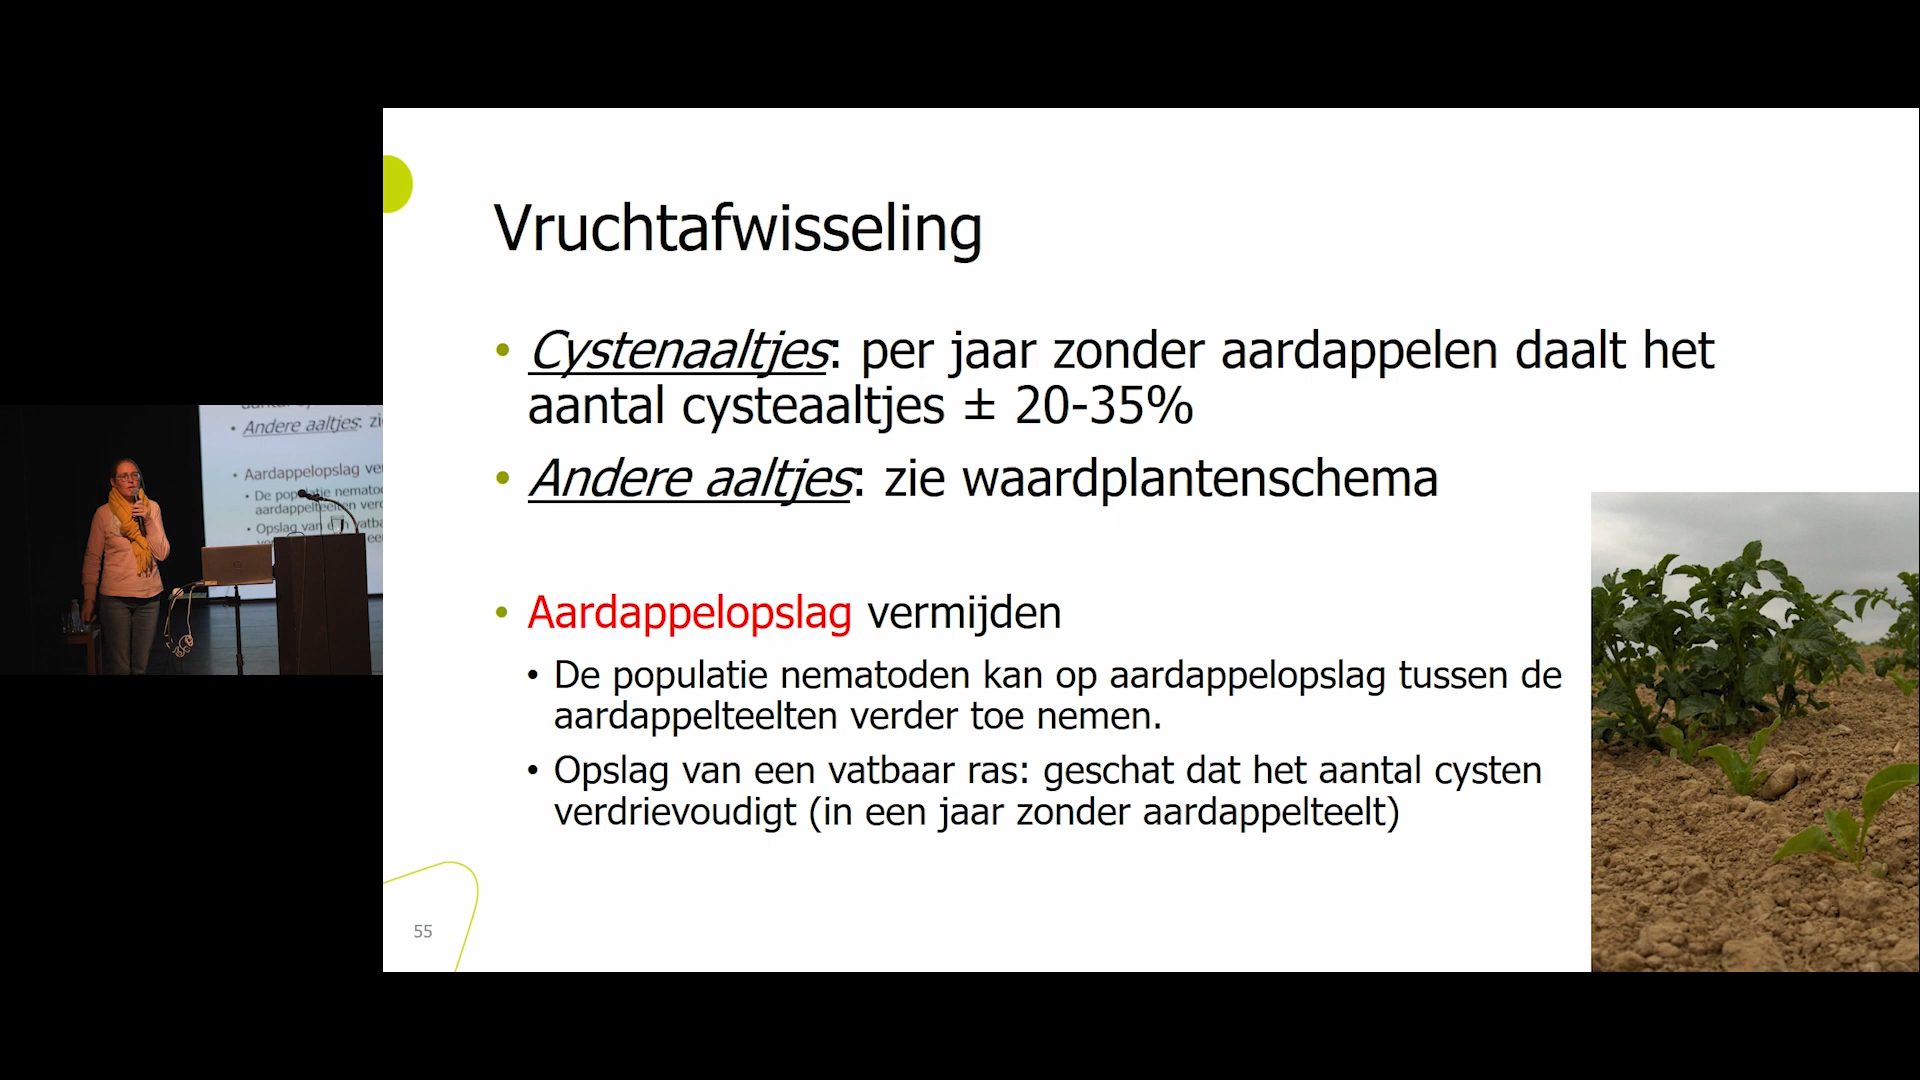 Vruchtafwisseling
• Cystenaaltjes: per jaar zonder aardappelen daalt het
aantal cysteaaltjes ± 20-35%
• Andere aaltjes: zie waardplantenschema
• Aardappelopslag vermijden
• De populatie nematoden kan op aardappelopslag tussen de
aardappelteelten verder toe nemen.
• Opslag van een vatbaar ras: geschat dat het aantal cysten
verdrievoudigt (in een jaar zonder aardappelteelt)
55
• Andere aaltjes: zi
• Aardappelopslag ve
• De populatie nematod
aardappelteelten verd
• Opslag van een vatba